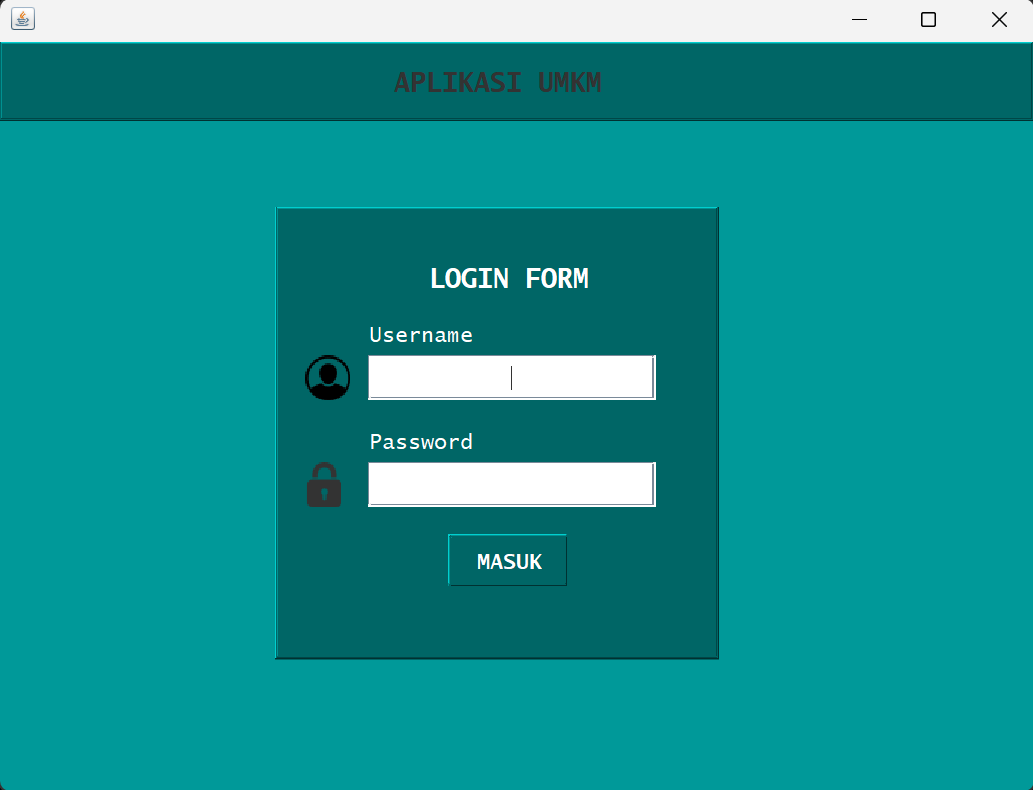 APLIKASI UMKM
LOGIN FORM
Username
Password
MASUK